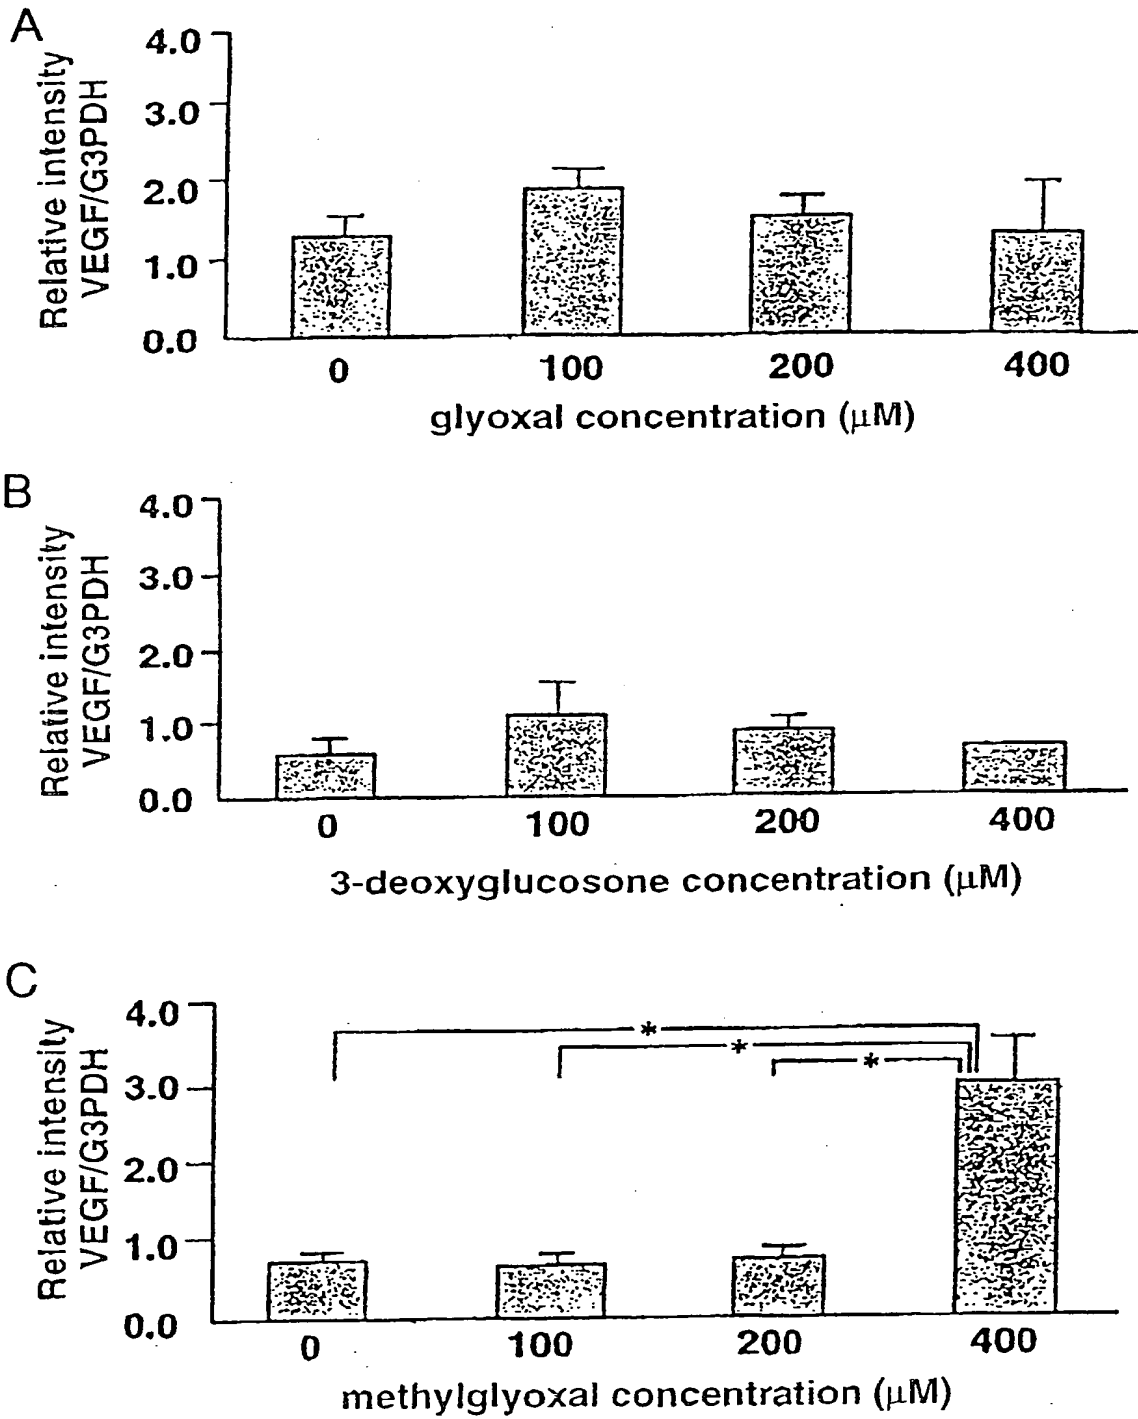 A
Relative intensity
VEGF/G3PDH
4.0
3.0
2.0
1.0
0.0
0 100 200 400
glyoxal concentration (μM)
B
Relative intensity
VEGF/G3PDH
4.0
3.0
2.0
1.0
0.0
0 100 200 400
3-deoxyglucosone concentration (μM)
C
Relative intensity
VEGF/G3PDH
4.0
3.0
2.0
1.0
0.0
*
*
*
0 100 200 400
methylglyoxal concentration (μM)